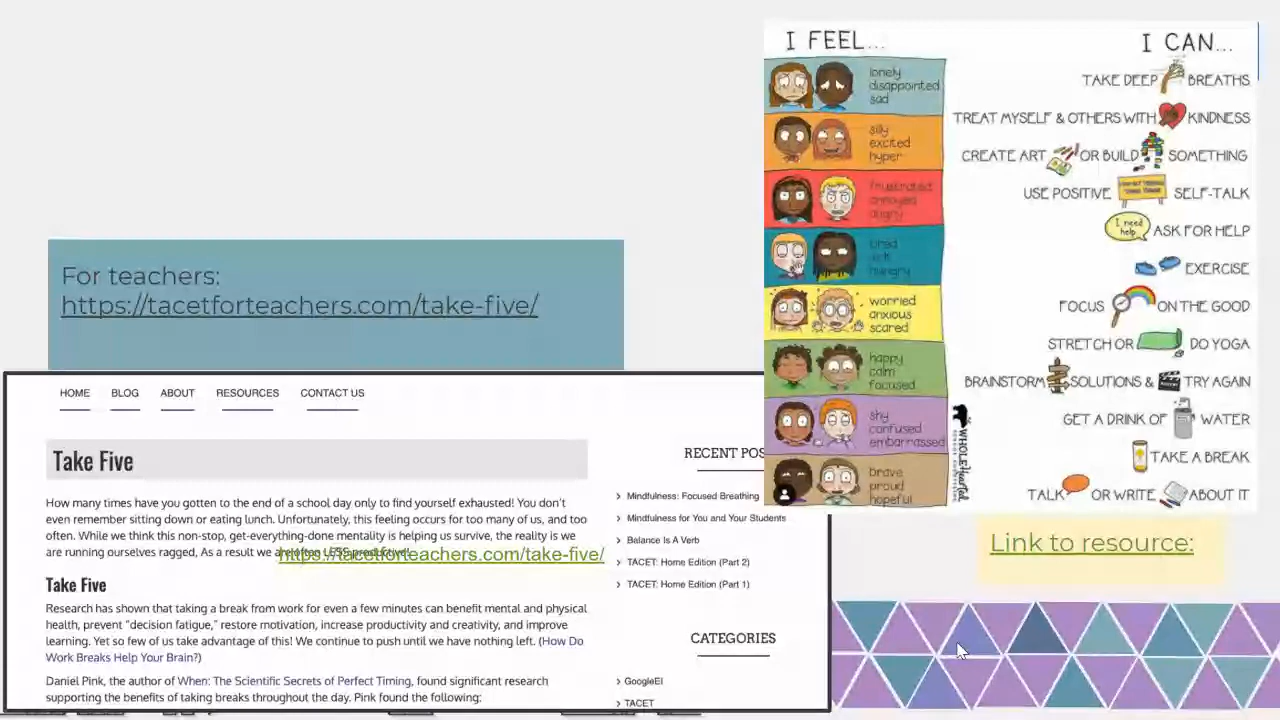 I FEEL...
I CAN...
lonely
disappointed
sad
silly
excited
hyper
frustrated
annoyed
angry
tired
sick
hungry
worried
anxious
scared
happy
calm
focused
shy
confused
embarrassed
brave
proud
hopeful
TAKE DEEP BREATHS
TREAT MYSELF & OTHERS WITH KINDNESS
CREATE ART OR BUILD SOMETHING
USE POSITIVE SELF-TALK
I need
help
ASK FOR HELP
EXERCISE
FOCUS ON THE GOOD
STRETCH OR DO YOGA
BRAINSTORM SOLUTIONS & TRY AGAIN
GET A DRINK OF WATER
TAKE A BREAK
TALK OR WRITE ABOUT IT
WHOLEHearted
For teachers:
https://tacetforteachers.com/take-five/
HOME BLOG ABOUT RESOURCES CONTACT US
Take Five
How many times have you gotten to the end of a school day only to find yourself exhausted! You don't
even remember sitting down or eating lunch. Unfortunately, this feeling occurs for too many of us, and too
often. While we think this non-stop, get-everything-done mentality is helping us survive, the reality is we
are running ourselves ragged. As a result we are often LESS productive!
https://tacetforteachers.com/take-five/
Take Five
Research has shown that taking a break from work for even a few minutes can benefit mental and physical
health, prevent "decision fatigue," restore motivation, increase productivity and creativity, and improve
learning. Yet so few of us take advantage of this! We continue to push until we have nothing left. (How Do
Work Breaks Help Your Brain?)
Daniel Pink, the author of When: The Scientific Secrets of Perfect Timing, found significant research
supporting the benefits of taking breaks throughout the day. Pink found the following:
RECENT POS
Mindfulness: Focused Breathing
Mindfulness for You and Your Students
Balance Is A Verb
TACET: Home Edition (Part 2)
TACET: Home Edition (Part 1)
CATEGORIES
GoogleEI
TACET
Link to resource: